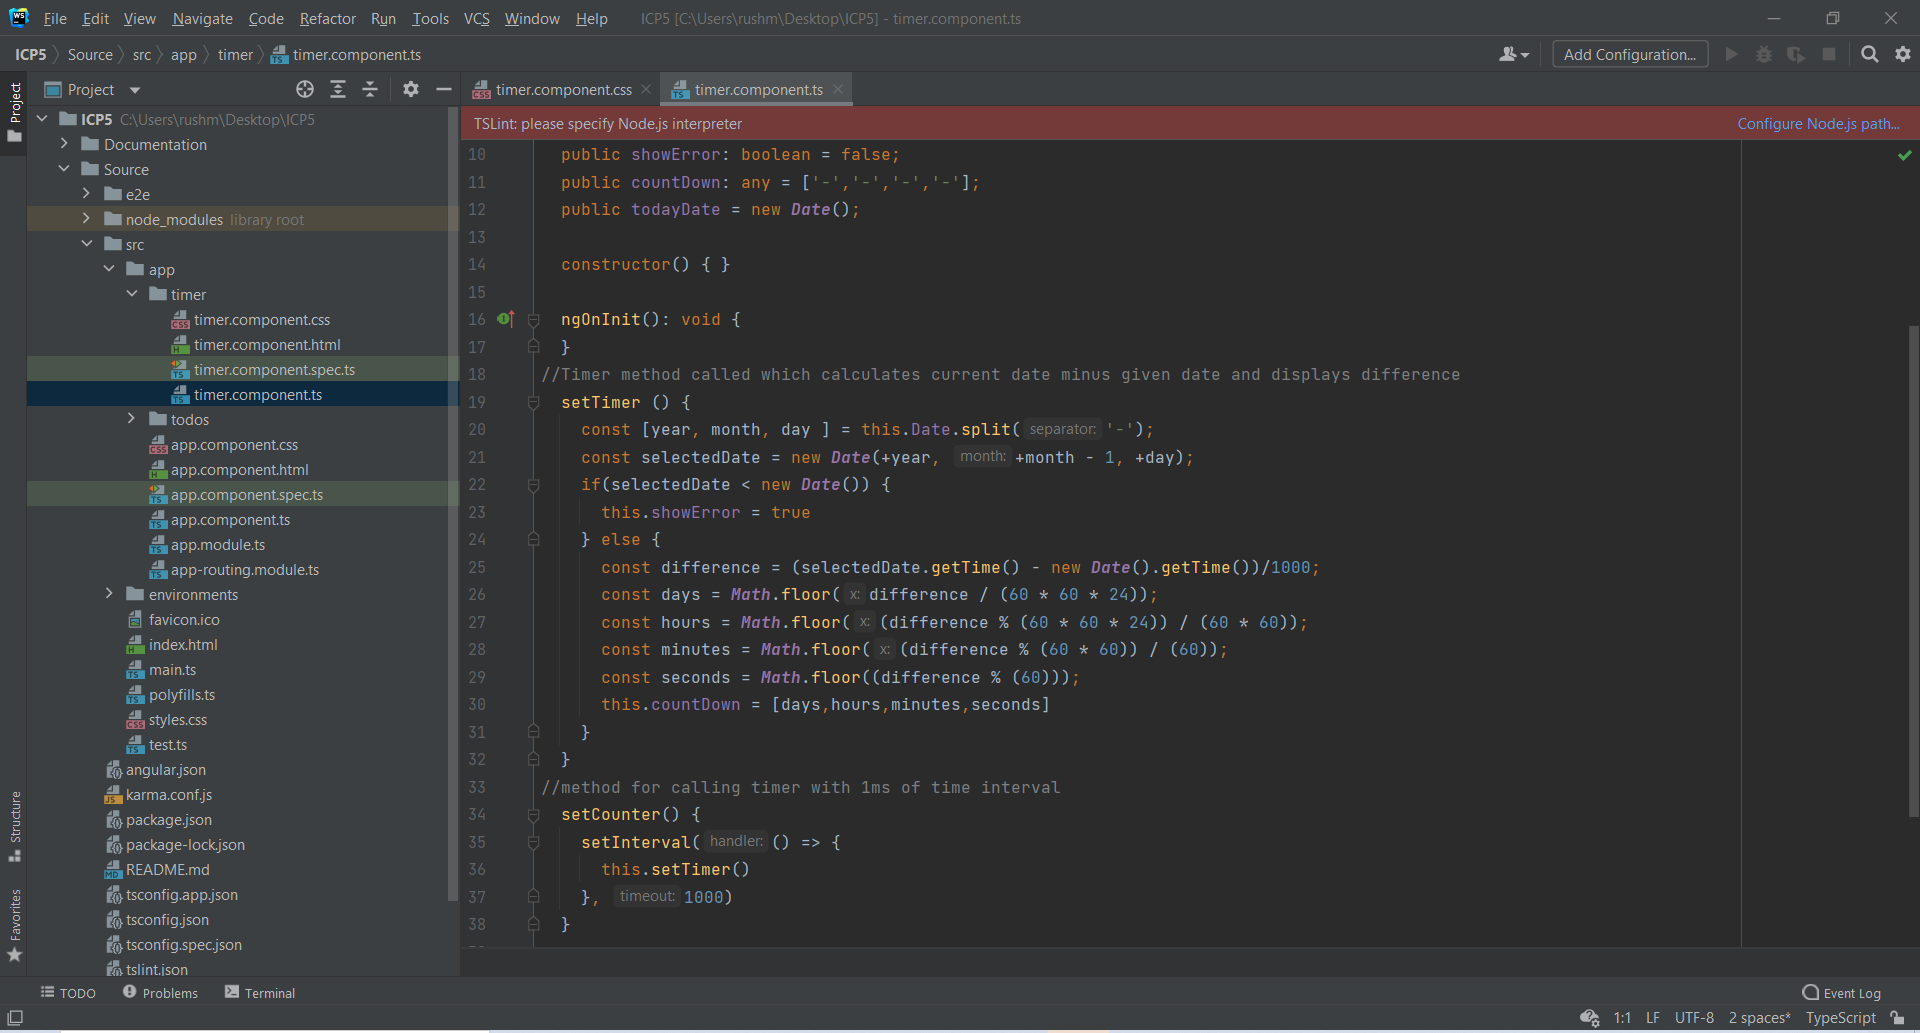 File Edit View Navigate Code Refactor Run Tools VCS Window Help ICP5 [C:\Users\rushm\Desktop\ICP5] - timer.component.ts
ICP5 Source src app timer timer.component.ts Add Configuration...
Project timer.component.css timer.component.ts
TSLint: please specify Node.js interpreter Configure Node.js path...
Project
Structure
Favorites
ICP5 C:\Users\rushm\Desktop\ICP5
Documentation
Source
e2e
node_modules library root
src
app
timer
timer.component.css
timer.component.html
timer.component.spec.ts
timer.component.ts
todos
app.component.css
app.component.html
app.component.spec.ts
app.component.ts
app.module.ts
app-routing.module.ts
environments
favicon.ico
index.html
main.ts
polyfills.ts
styles.css
test.ts
angular.json
karma.conf.js
package.json
package-lock.json
README.md
tsconfig.app.json
tsconfig.json
tsconfig.spec.json
tslint.json
10 public showError: boolean = false;
11 public countDown: any = ['-','-','-','-'];
12 public todayDate = new Date();
13
14 constructor() { }
15
16 ngOnInit(): void {
17 }
18 //Timer method called which calculates current date minus given date and displays difference
19 setTimer () {
20 const [year, month, day ] = this.Date.split( separator: '-');
21 const selectedDate = new Date(+year, month: +month - 1, +day);
22 if(selectedDate < new Date()) {
23 this.showError = true
24 } else {
25 const difference = (selectedDate.getTime() - new Date().getTime())/1000;
26 const days = Math.floor( x: difference / (60 * 60 * 24));
27 const hours = Math.floor( x: (difference % (60 * 60 * 24)) / (60 * 60));
28 const minutes = Math.floor( x: (difference % (60 * 60)) / (60));
29 const seconds = Math.floor((difference % (60)));
30 this.countDown = [days,hours,minutes,seconds]
31 }
32 }
33 //method for calling timer with 1ms of time interval
34 setCounter() {
35 setInterval( handler: () => {
36 this.setTimer()
37 }, timeout: 1000)
38 }
TODO Problems Terminal Event Log
1:1 LF UTF-8 2 spaces* TypeScript